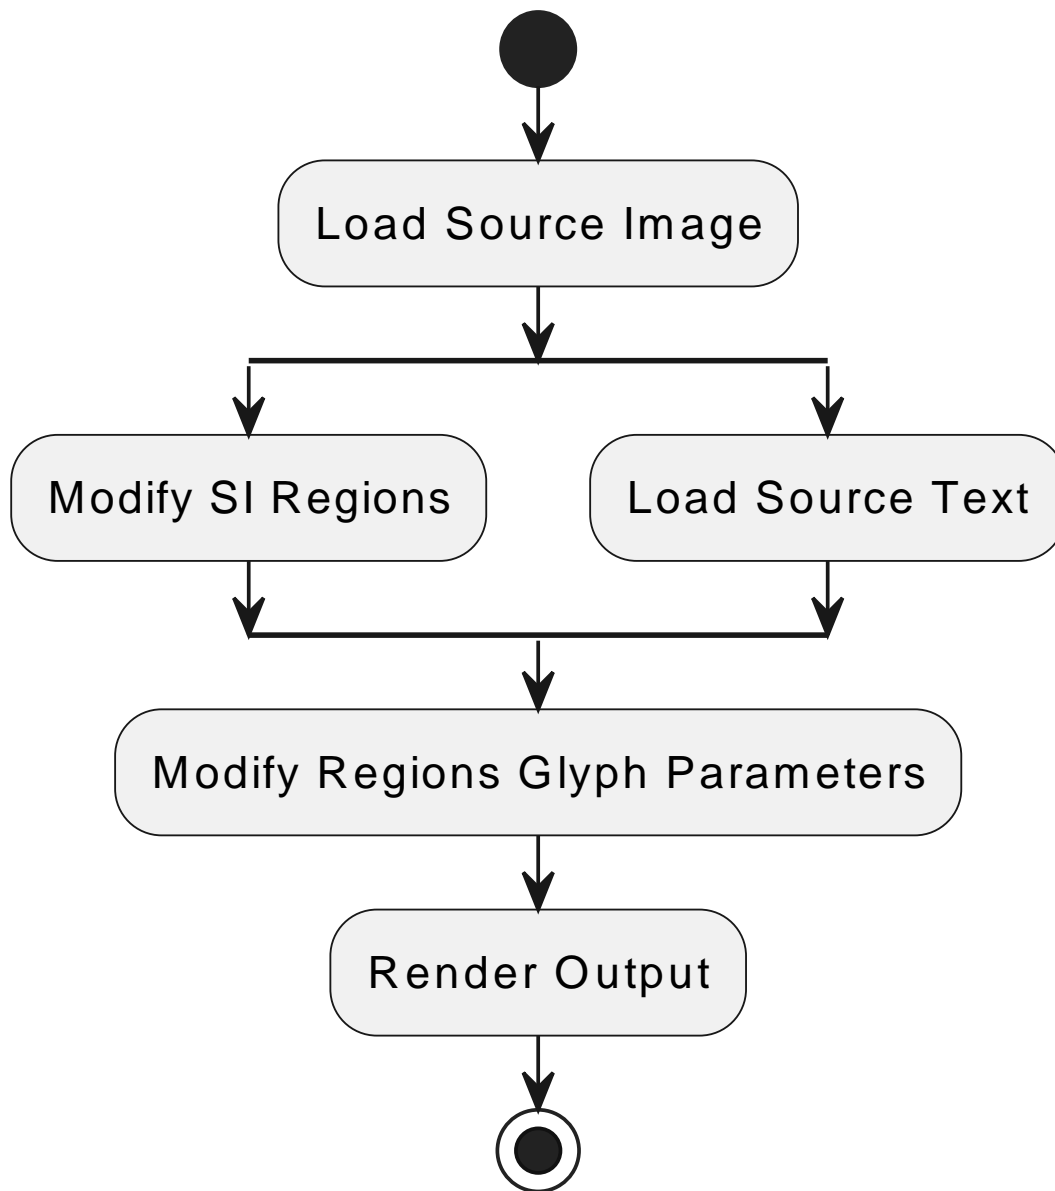 Load Source Image
Modify SI Regions
Load Source Text
Modify Regions Glyph Parameters
Render Output